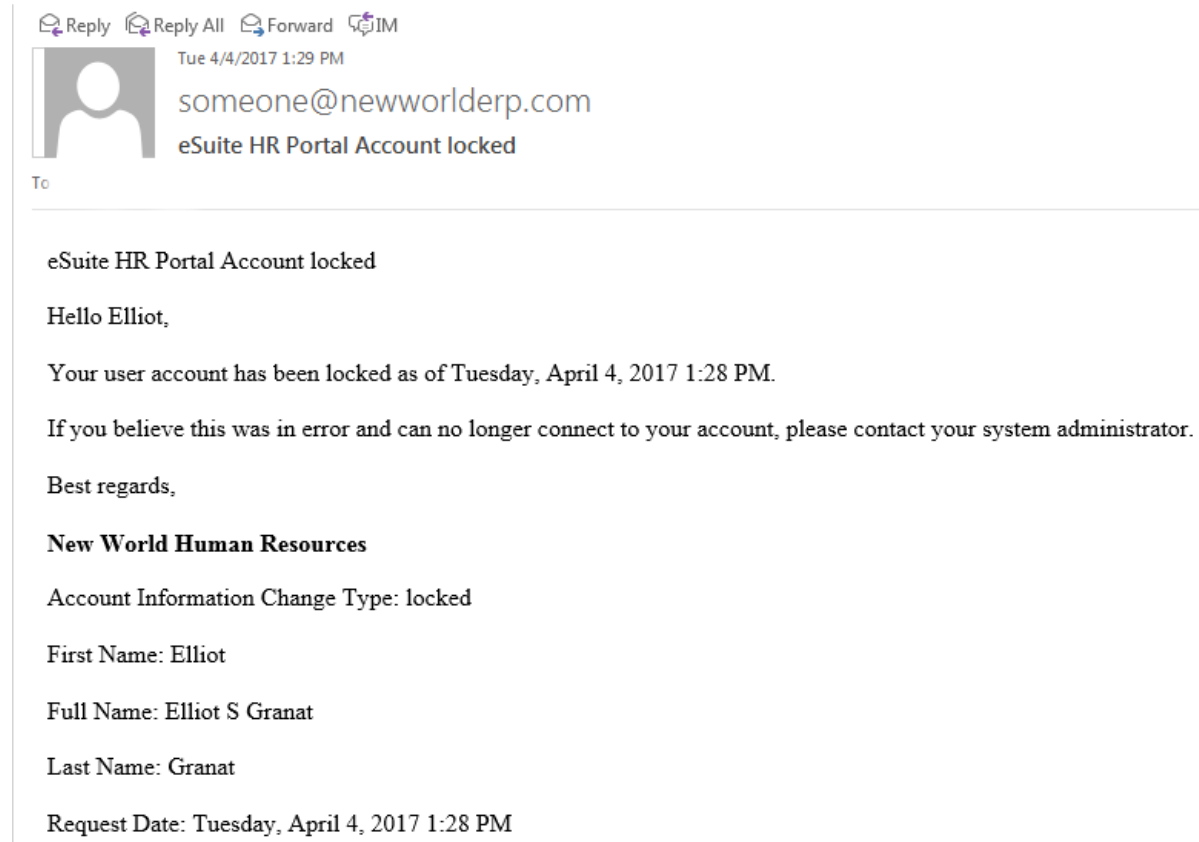 Reply Reply All Forward IM
Tue 4/4/2017 1:29 PM
someone@newworlderp.com
eSuite HR Portal Account locked
To
eSuite HR Portal Account locked
Hello Elliot,
Your user account has been locked as of Tuesday, April 4, 2017 1:28 PM.
If you believe this was in error and can no longer connect to your account, please contact your system administrator.
Best regards,
New World Human Resources
Account Information Change Type: locked
First Name: Elliot
Full Name: Elliot S Granat
Last Name: Granat
Request Date: Tuesday, April 4, 2017 1:28 PM